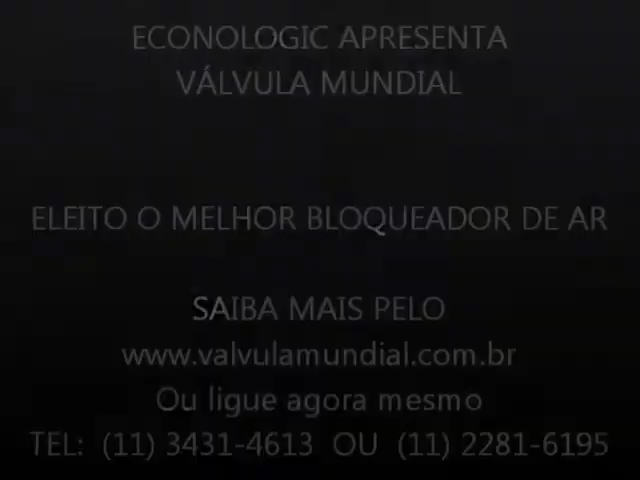 ECONOLOGIC APRESENTA
VÁLVULA MUNDIAL
ELEITO O MELHOR BLOQUEADOR DE AR
SAIBA MAIS PELO
www.valvulamundial.com.br
Ou ligue agora mesmo
TEL: (11) 3431-4613 OU (11) 2281-6195